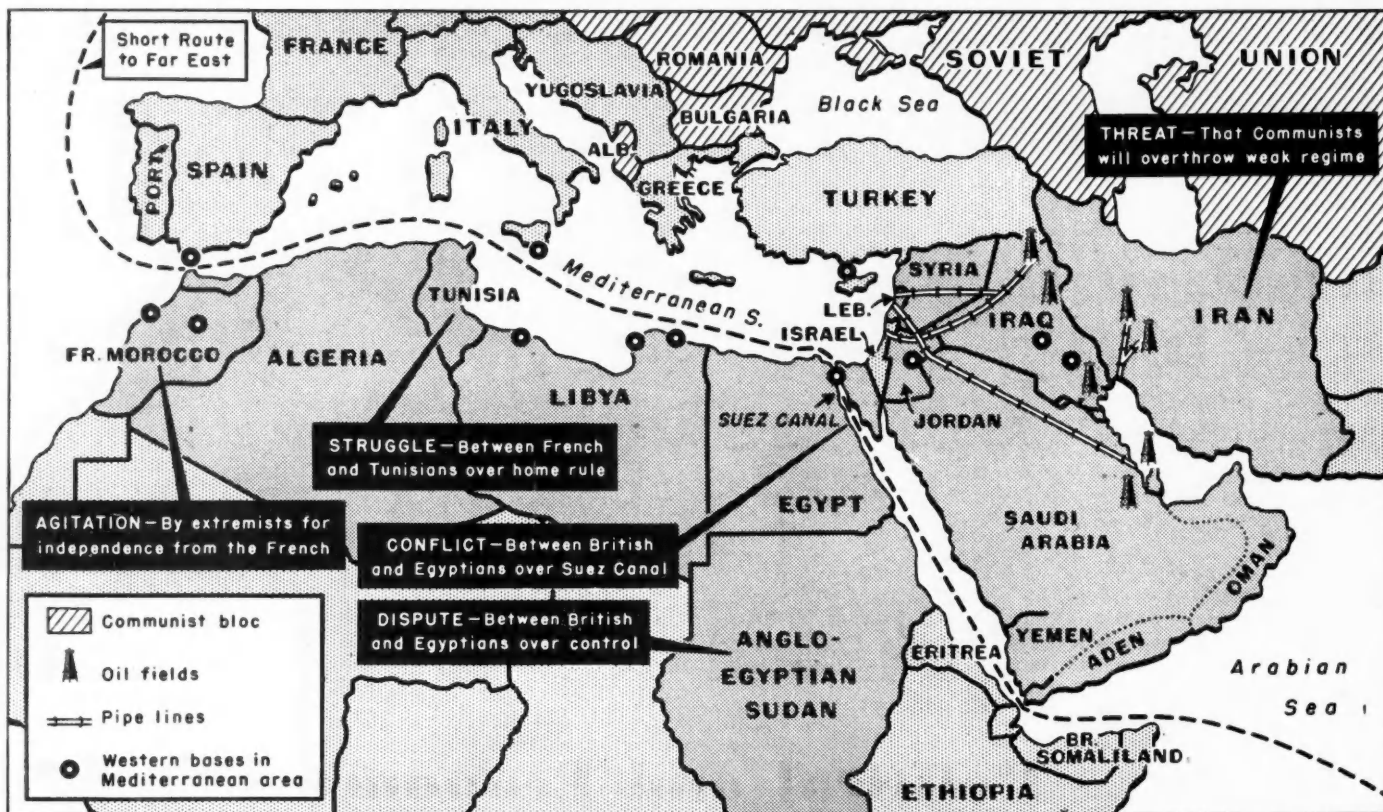 Short Route
to Far East
FRANCE
ROMANIA
SOVIET
UNION
YUGOSLAVIA
Black Sea
BULGARIA
ITALY
ALB.
THREAT—That Communists
will overthrow weak regime
PORT.
SPAIN
GREECE
TURKEY
SYRIA
Mediterranean S.
TUNISIA
LEB.
ISRAEL
IRAQ
IRAN
FR. MOROCCO
ALGERIA
LIBYA
SUEZ CANAL
JORDAN
STRUGGLE—Between French
and Tunisians over home rule
EGYPT
SAUDI
ARABIA
AGITATION—By extremists for
independence from the French
CONFLICT—Between British
and Egyptians over Suez Canal
OMAN
DISPUTE—Between British
and Egyptians over control
ANGLO-
EGYPTIAN
SUDAN
ERITREA
YEMEN
ADEN
Arabian
Sea
BR.
SOMALILAND
ETHIOPIA
Communist bloc
Oil fields
Pipe lines
Western bases in
Mediterranean area